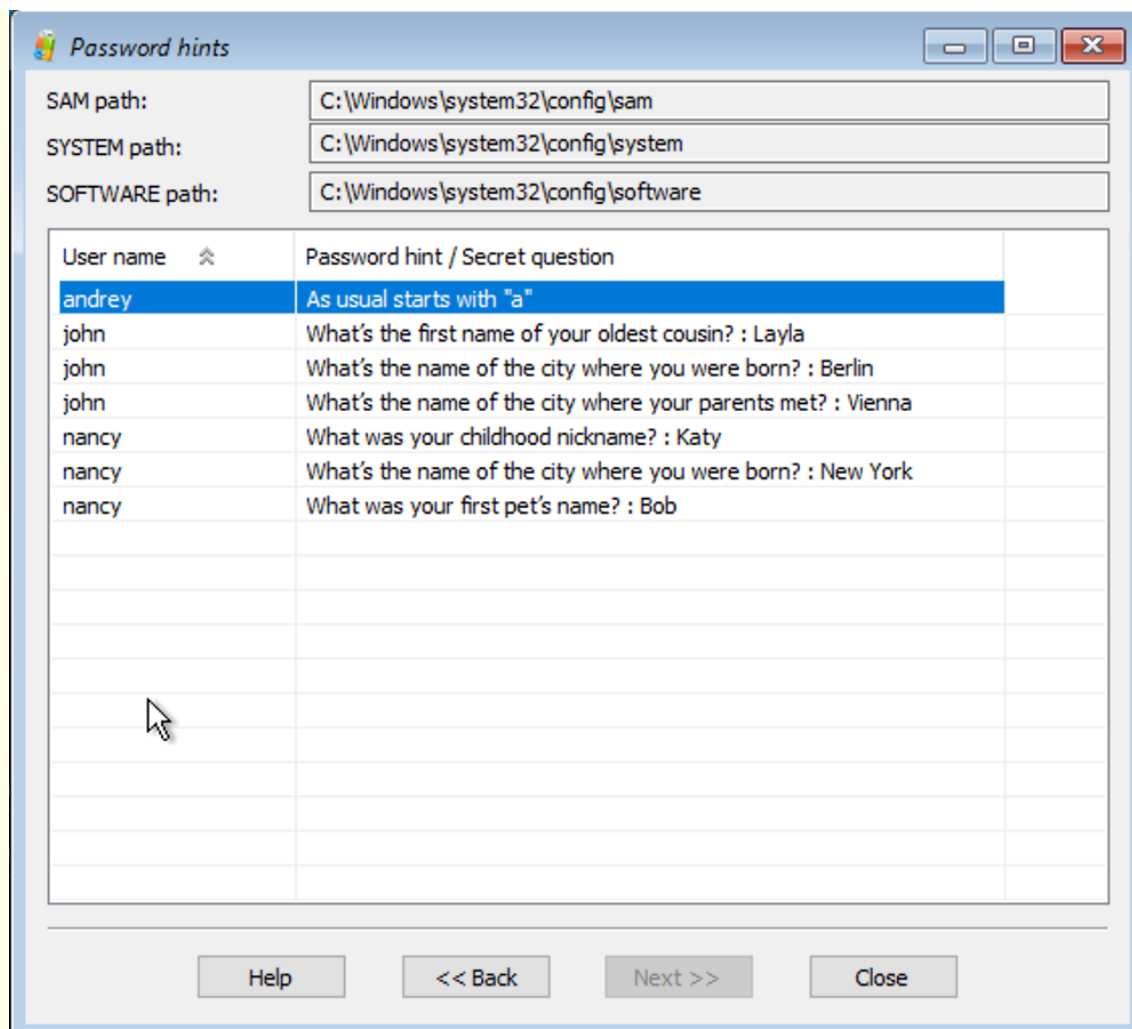 Password hints
SAM path: C:\Windows\system32\config\sam
SYSTEM path: C:\Windows\system32\config\system
SOFTWARE path: C:\Windows\system32\config\software
User name Password hint / Secret question
andrey As usual starts with "a"
john What’s the first name of your oldest cousin? : Layla
john What’s the name of the city where you were born? : Berlin
john What’s the name of the city where your parents met? : Vienna
nancy What was your childhood nickname? : Katy
nancy What’s the name of the city where you were born? : New York
nancy What was your first pet’s name? : Bob
Help << Back Next >> Close